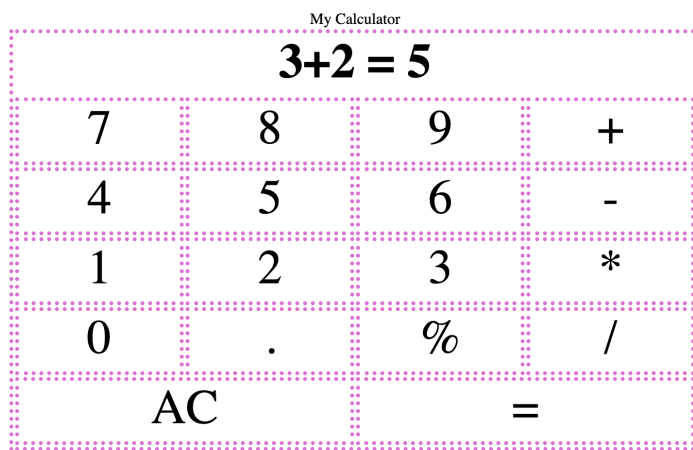 My Calculator
3+2 = 5
7 8 9 +
4 5 6 -
1 2 3 *
0 . % /
AC =